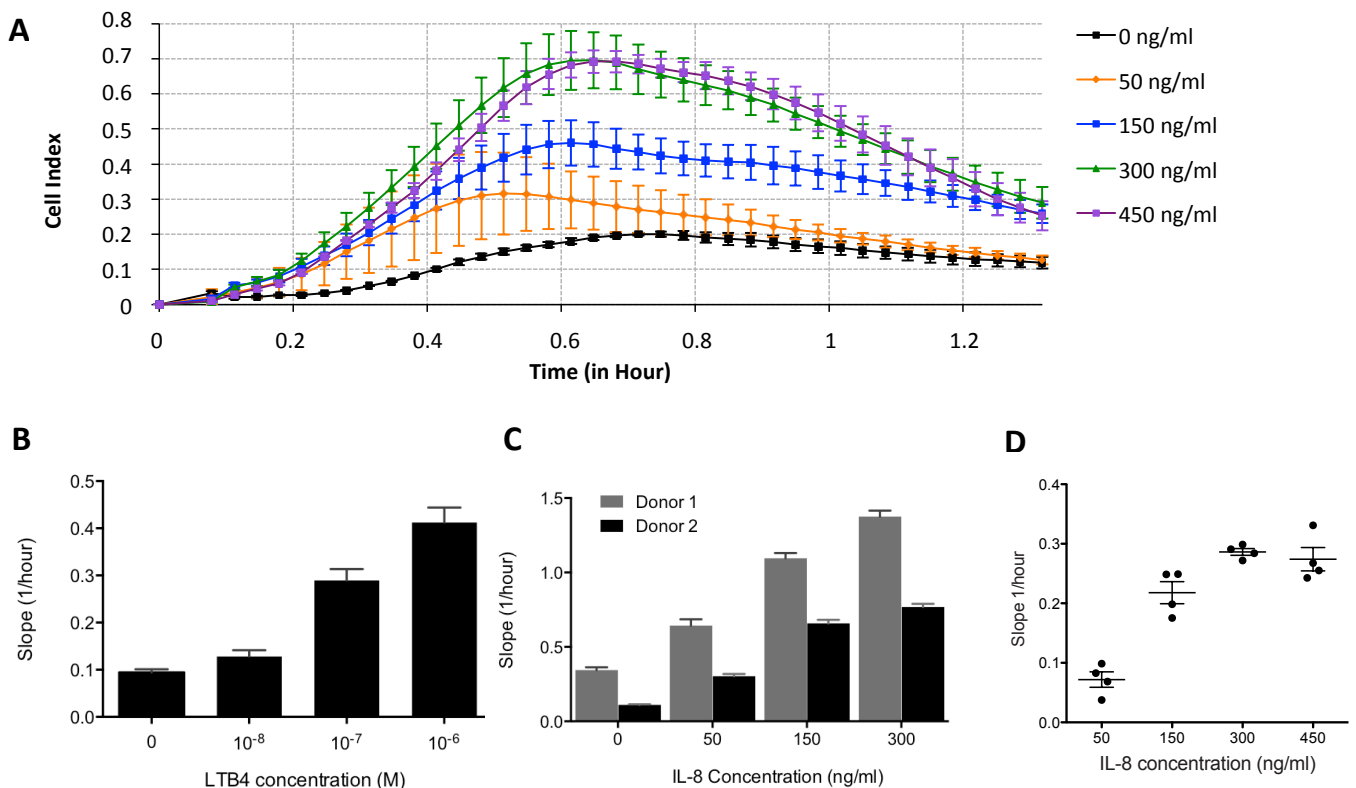 A
Cell Index
0.8
0.7
0.6
0.5
0.4
0.3
0.2
0.1
0
0 0.2 0.4 0.6 0.8 1 1.2
Time (in Hour)
0 ng/ml
50 ng/ml
150 ng/ml
300 ng/ml
450 ng/ml
B
Slope (1/hour)
0.5
0.4
0.3
0.2
0.1
0.0
0 10⁻⁸ 10⁻⁷ 10⁻⁶
LTB4 concentration (M)
C
Donor 1
Donor 2
Slope (1/hour)
1.5
1.0
0.5
0.0
0 50 150 300
IL-8 Concentration (ng/ml)
D
Slope 1/hour
0.4
0.3
0.2
0.1
0.0
50 150 300 450
IL-8 concentration (ng/ml)